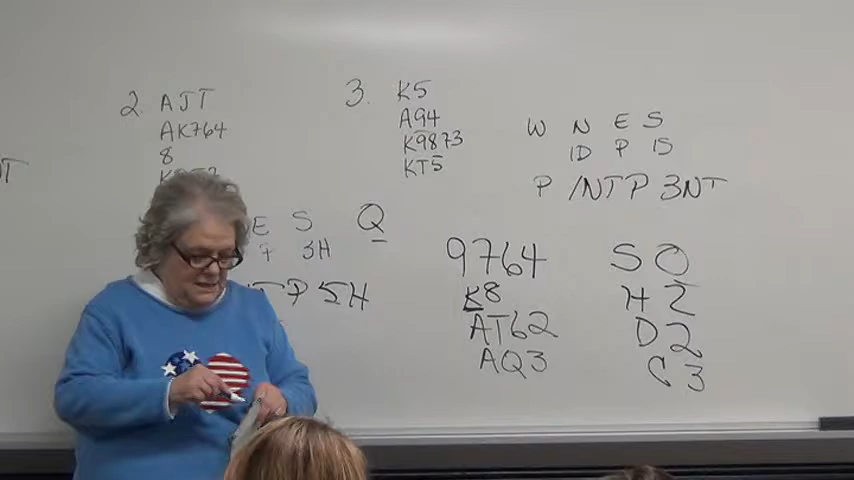 2. AJT
AK764
8
3. K5
A94
K9873
KT5
W N E S
1D P 1S
P 1NT P 3NT
E S Q
P 3H
P 5H
9764
K8
AT62
AQ3
S 0
H 2
D 2
C 3